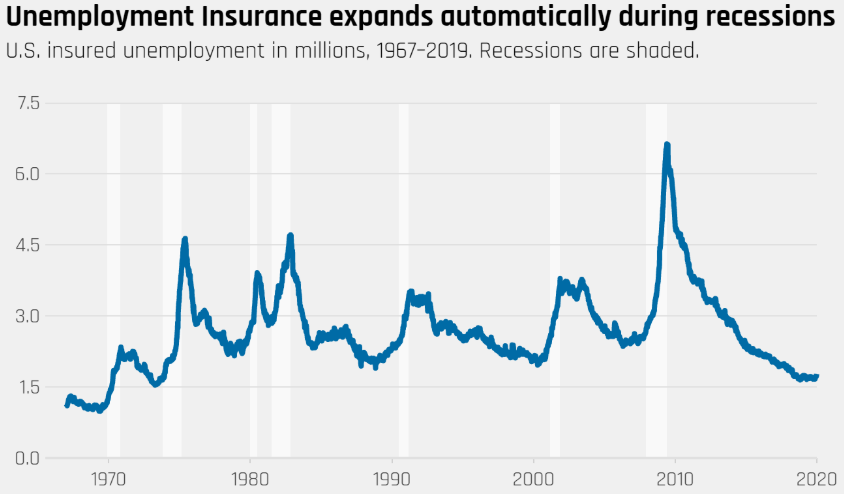 Unemployment Insurance expands automatically during recessions
U.S. insured unemployment in millions, 1967–2019. Recessions are shaded.
7.5
6.0
4.5
3.0
1.5
0.0
1970 1980 1990 2000 2010 2020